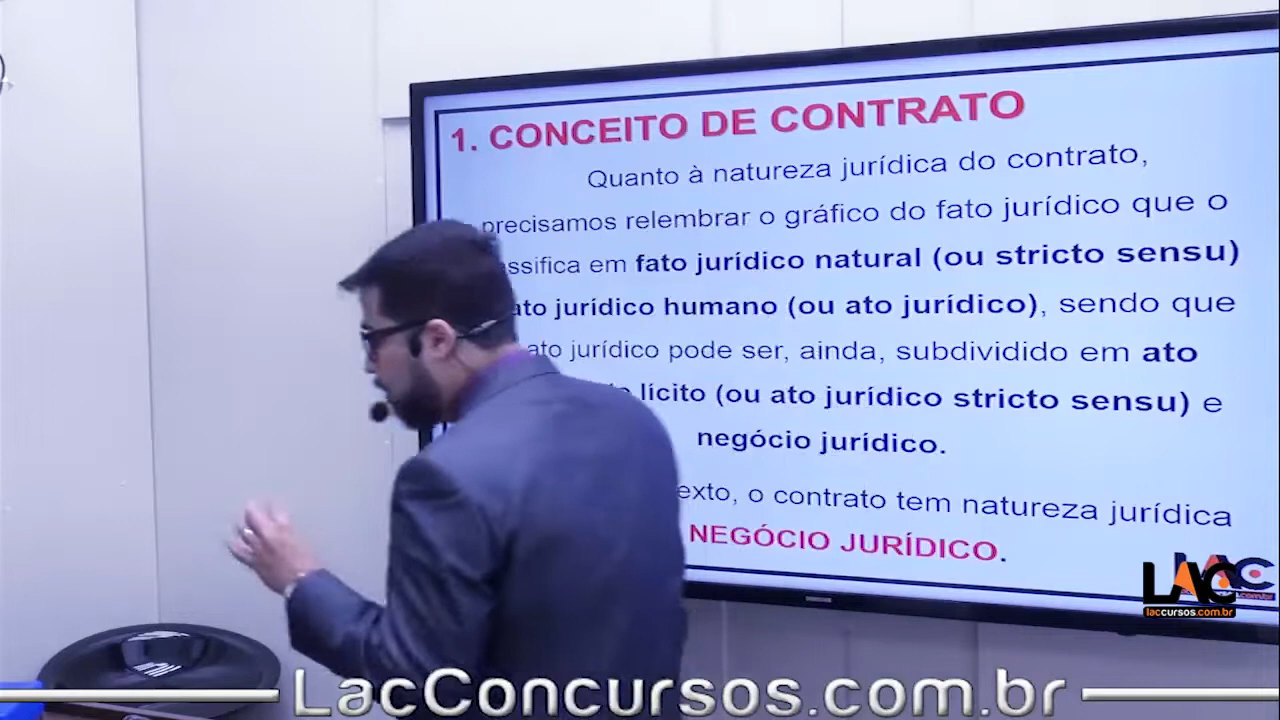 1. CONCEITO DE CONTRATO
Quanto à natureza jurídica do contrato,
precisamos relembrar o gráfico do fato jurídico que o
em fato jurídico natural (ou stricto sensu)
jurídico humano (ou ato jurídico), sendo que
ato jurídico pode ser, ainda, subdividido em ato
lícito (ou ato jurídico stricto sensu) e
negócio jurídico.
o contrato tem natureza jurídica
NEGÓCIO JURÍDICO.
LAC
laccursos.com.br
LacConcursos.com.br